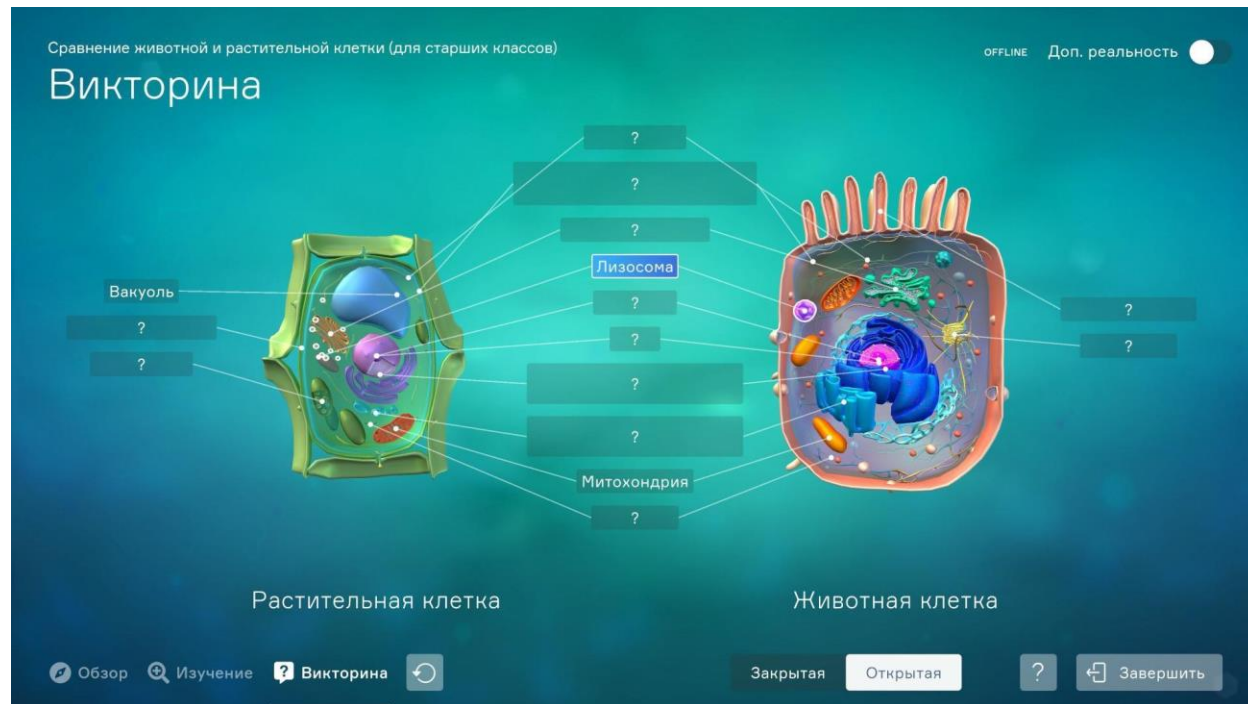 Сравнение животной и растительной клетки (для старших классов)
OFFLINE Доп. реальность
Викторина
?
?
?
Лизосома
Вакуоль
?
?
?
?
?
?
?
?
?
Митохондрия
?
Растительная клетка
Животная клетка
Обзор Изучение ? Викторина
Закрытая Открытая ? Завершить